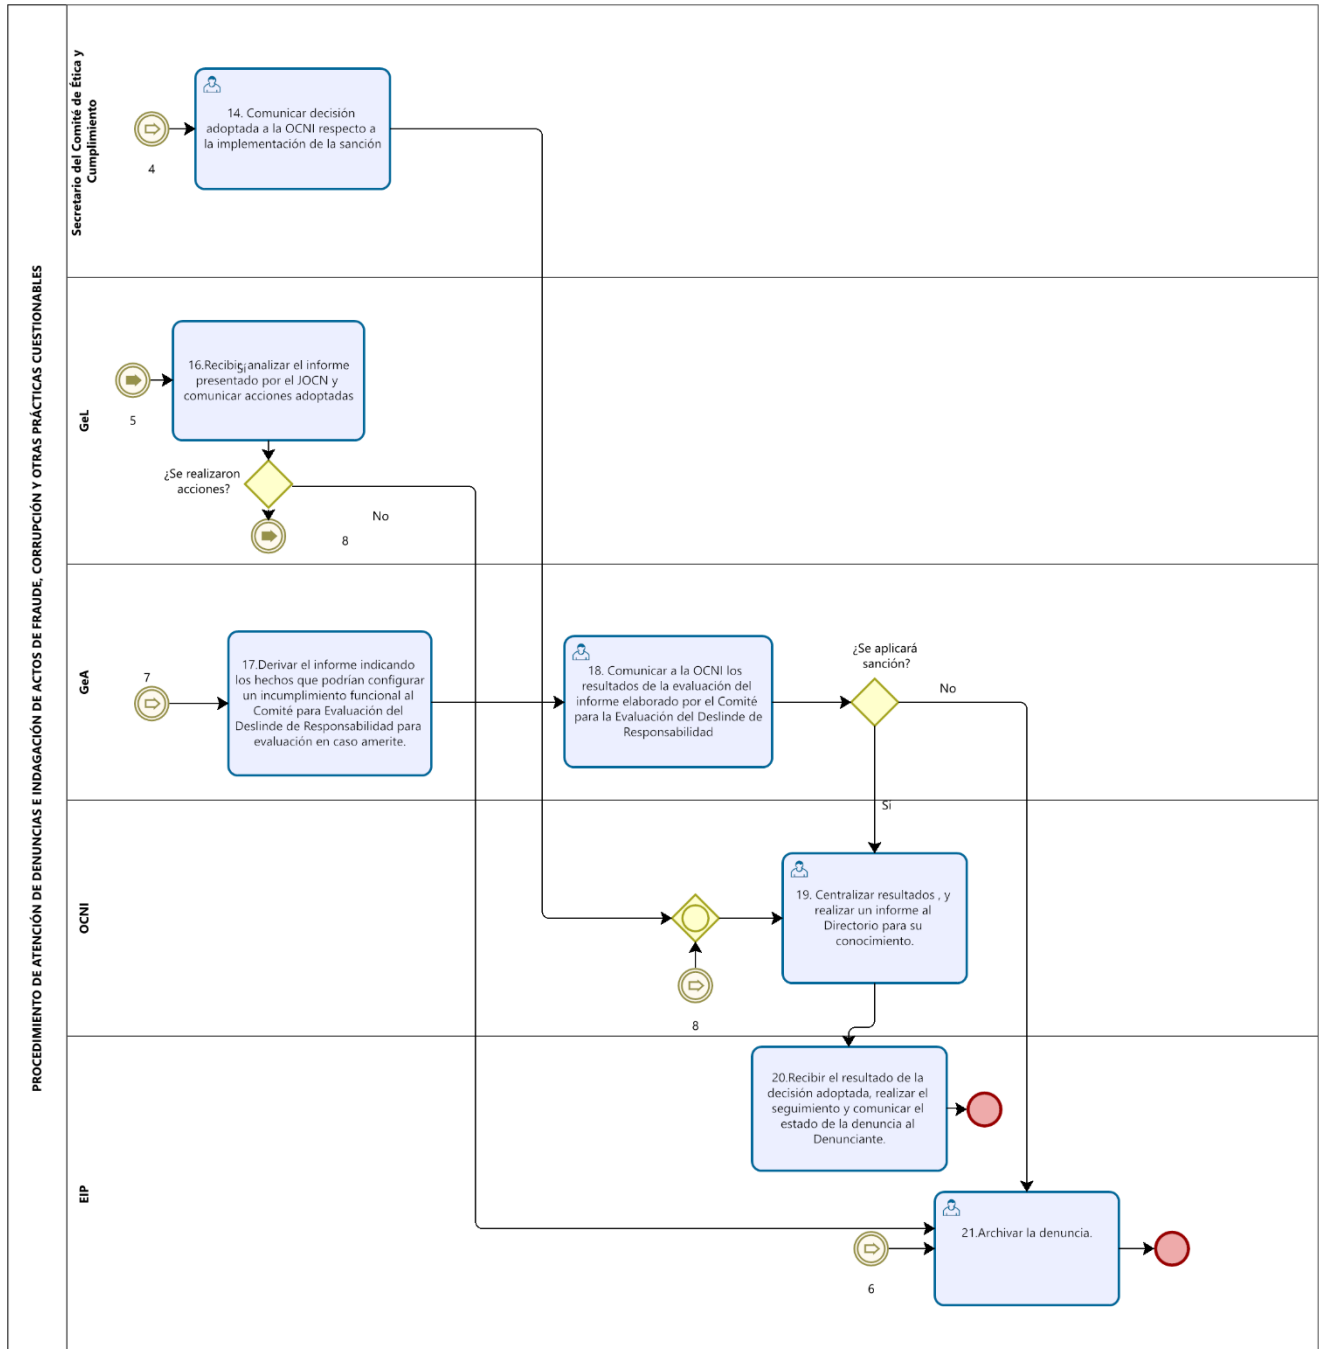 PROCEDIMIENTO DE ATENCIÓN DE DENUNCIAS E INDAGACIÓN DE ACTOS DE FRAUDE, CORRUPCIÓN Y OTRAS PRÁCTICAS CUESTIONABLES
Secretario del Comité de Ética y
Cumplimiento
14. Comunicar decisión
adoptada a la OCNI respecto a
la implementación de la sanción
4
GeL
16.Recibi analizar el informe
presentado por el JOCN y
comunicar acciones adoptadas
5
5
¿Se realizaron
acciones?
No
8
GeA
7
17.Derivar el informe indicando
los hechos que podrían configurar
un incumplimiento funcional al
Comité para Evaluación del
Deslinde de Responsabilidad para
evaluación en caso amerite.
18. Comunicar a la OCNI los
resultados de la evaluación del
informe elaborado por el Comité
para la Evaluación del Deslinde de
Responsabilidad
¿Se aplicará
sanción?
No
Si
OCNI
19. Centralizar resultados , y
realizar un informe al
Directorio para su
conocimiento.
8
EIP
20.Recibir el resultado de la
decisión adoptada, realizar el
seguimiento y comunicar el
estado de la denuncia al
Denunciante.
21.Archivar la denuncia.
6